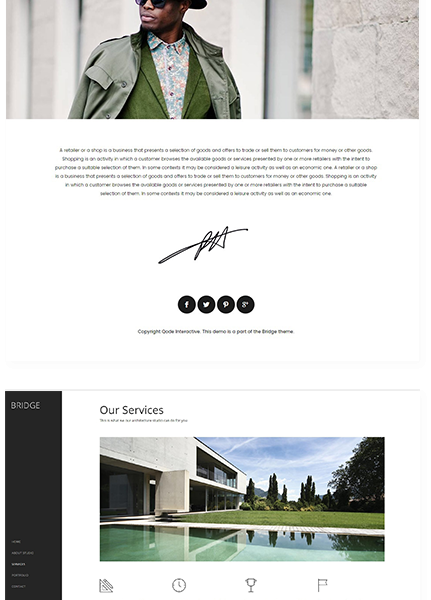 A retailer or a shop is a business that presents a selection of goods and offers to trade or sell them to customers for money or other goods.
Shopping is an activity in which a customer browses the available goods or services presented by one or more retailers with the intent to
purchase a suitable selection of them. In some contexts it may be considered a leisure activity as well as an economic one. A retailer or a shop
is a business that presents a selection of goods and offers to trade or sell them to customers for money or other goods. Shopping is an activity
in which a customer browses the available goods or services presented by one or more retailers with the intent to purchase a suitable
selection of them. In some contexts it may be considered a leisure activity as well as an economic one.
Copyright Qode Interactive. This demo is a part of the Bridge theme.
BRIDGE
Our Services
This is what we our architecture studio can do for you
HOME
ABOUT STUDIO
SERVICES
PORTFOLIO
CONTACT